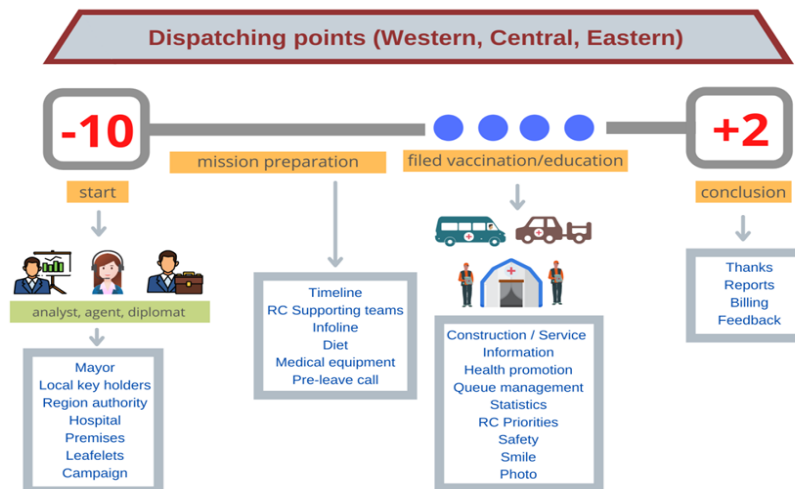 Dispatching points (Western, Central, Eastern)
-10
+2
mission preparation
filed vaccination/education
start
conclusion
analyst, agent, diplomat
Mayor
Local key holders
Region authority
Hospital
Premises
Leafelets
Campaign
Timeline
RC Supporting teams
Infoline
Diet
Medical equipment
Pre-leave call
Construction / Service
Information
Health promotion
Queue management
Statistics
RC Priorities
Safety
Smile
Photo
Thanks
Reports
Billing
Feedback